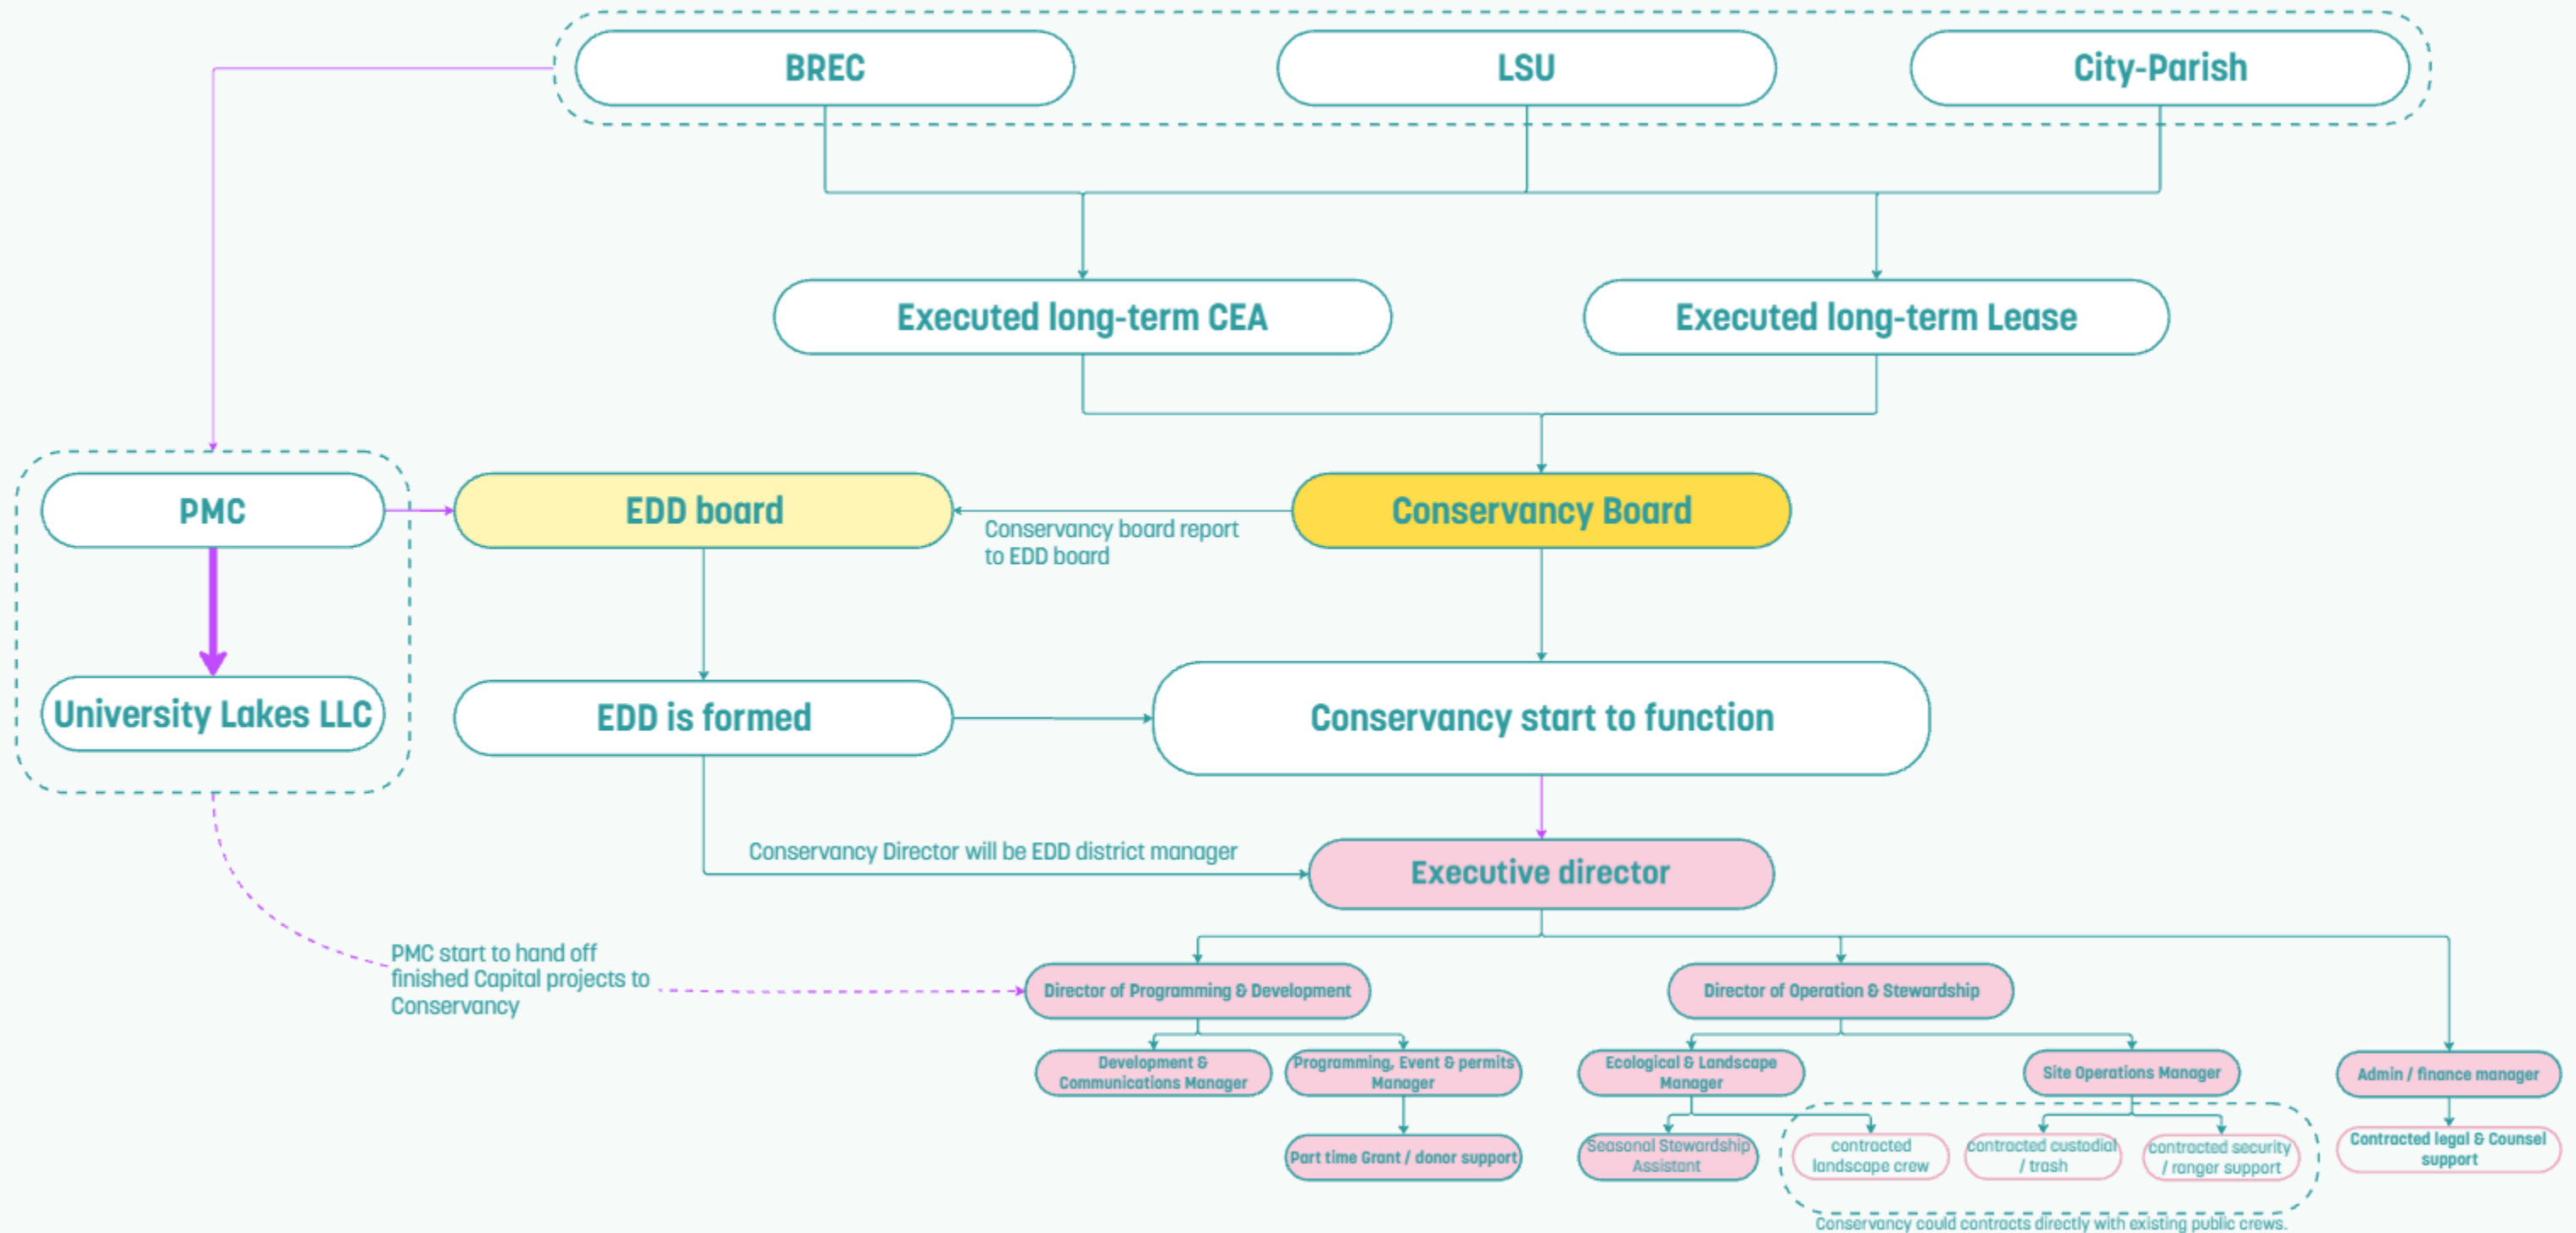 BREC
LSU
City-Parish
Executed long-term CEA
Executed long-term Lease
PMC
EDD board
Conservancy board report
to EDD board
Conservancy Board
University Lakes LLC
EDD is formed
Conservancy start to function
Conservancy Director will be EDD district manager
Executive director
PMC start to hand off
finished Capital projects to
Conservancy
Director of Programming & Development
Director of Operation & Stewardship
Development &
Communications Manager
Programming, Event & permits
Manager
Ecological & Landscape
Manager
Site Operations Manager
Admin / finance manager
Part time Grant / donor support
Seasonal Stewardship
Assistant
contracted
landscape crew
contracted custodial
/ trash
contracted security
/ ranger support
Contracted legal & Counsel
support
Conservancy could contracts directly with existing public crews.